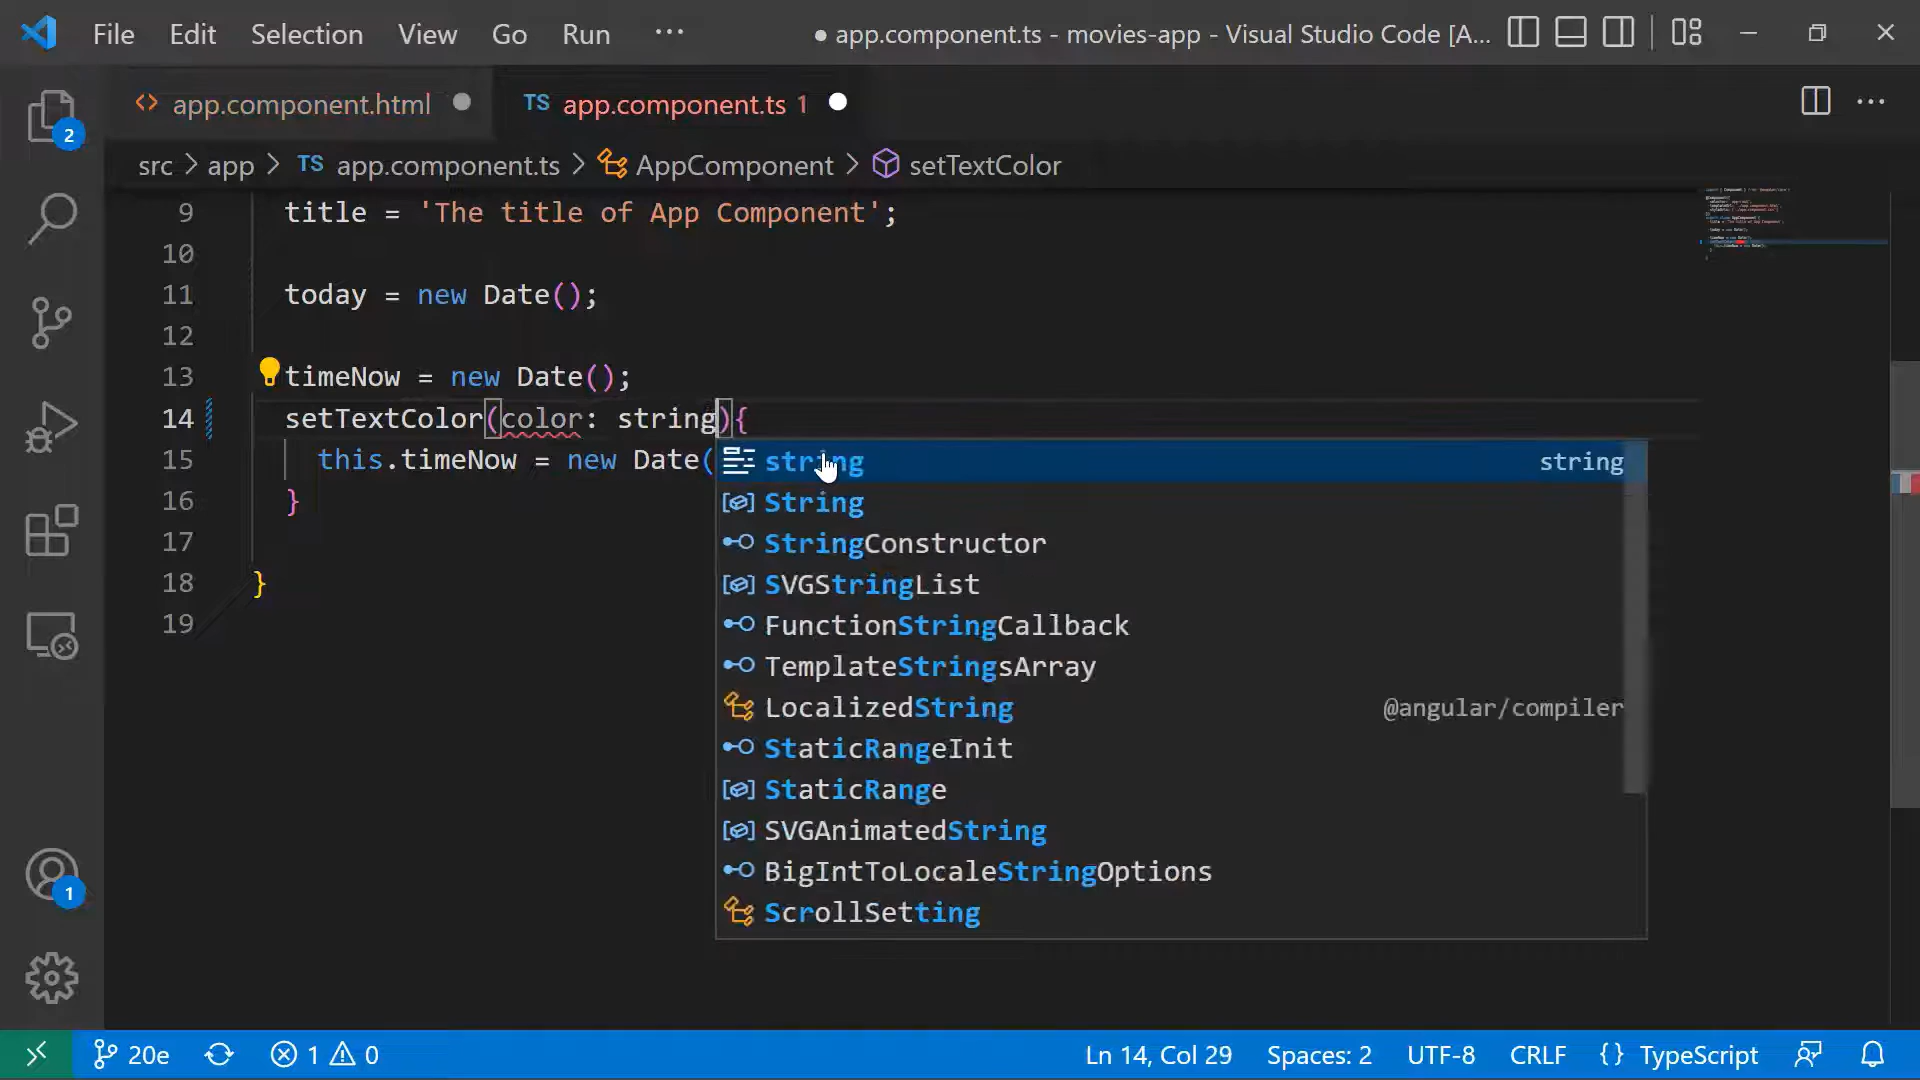 File Edit Selection View Go Run ··· ● app.component.ts - movies-app - Visual Studio Code [A...
<> app.component.html ● TS app.component.ts 1 ●
src > app > TS app.component.ts > AppComponent > setTextColor
9 title = 'The title of App Component';
10
11 today = new Date();
12
13 timeNow = new Date();
14 setTextColor(color: string){
15 this.timeNow = new Date(
16 }
17
18 }
19
string string
String
StringConstructor
SVGStringList
FunctionStringCallback
TemplateStringsArray
LocalizedString @angular/compiler
StaticRangeInit
StaticRange
SVGAnimatedString
BigIntToLocaleStringOptions
ScrollSetting
2
1
20e 1 0 Ln 14, Col 29 Spaces: 2 UTF-8 CRLF {} TypeScript